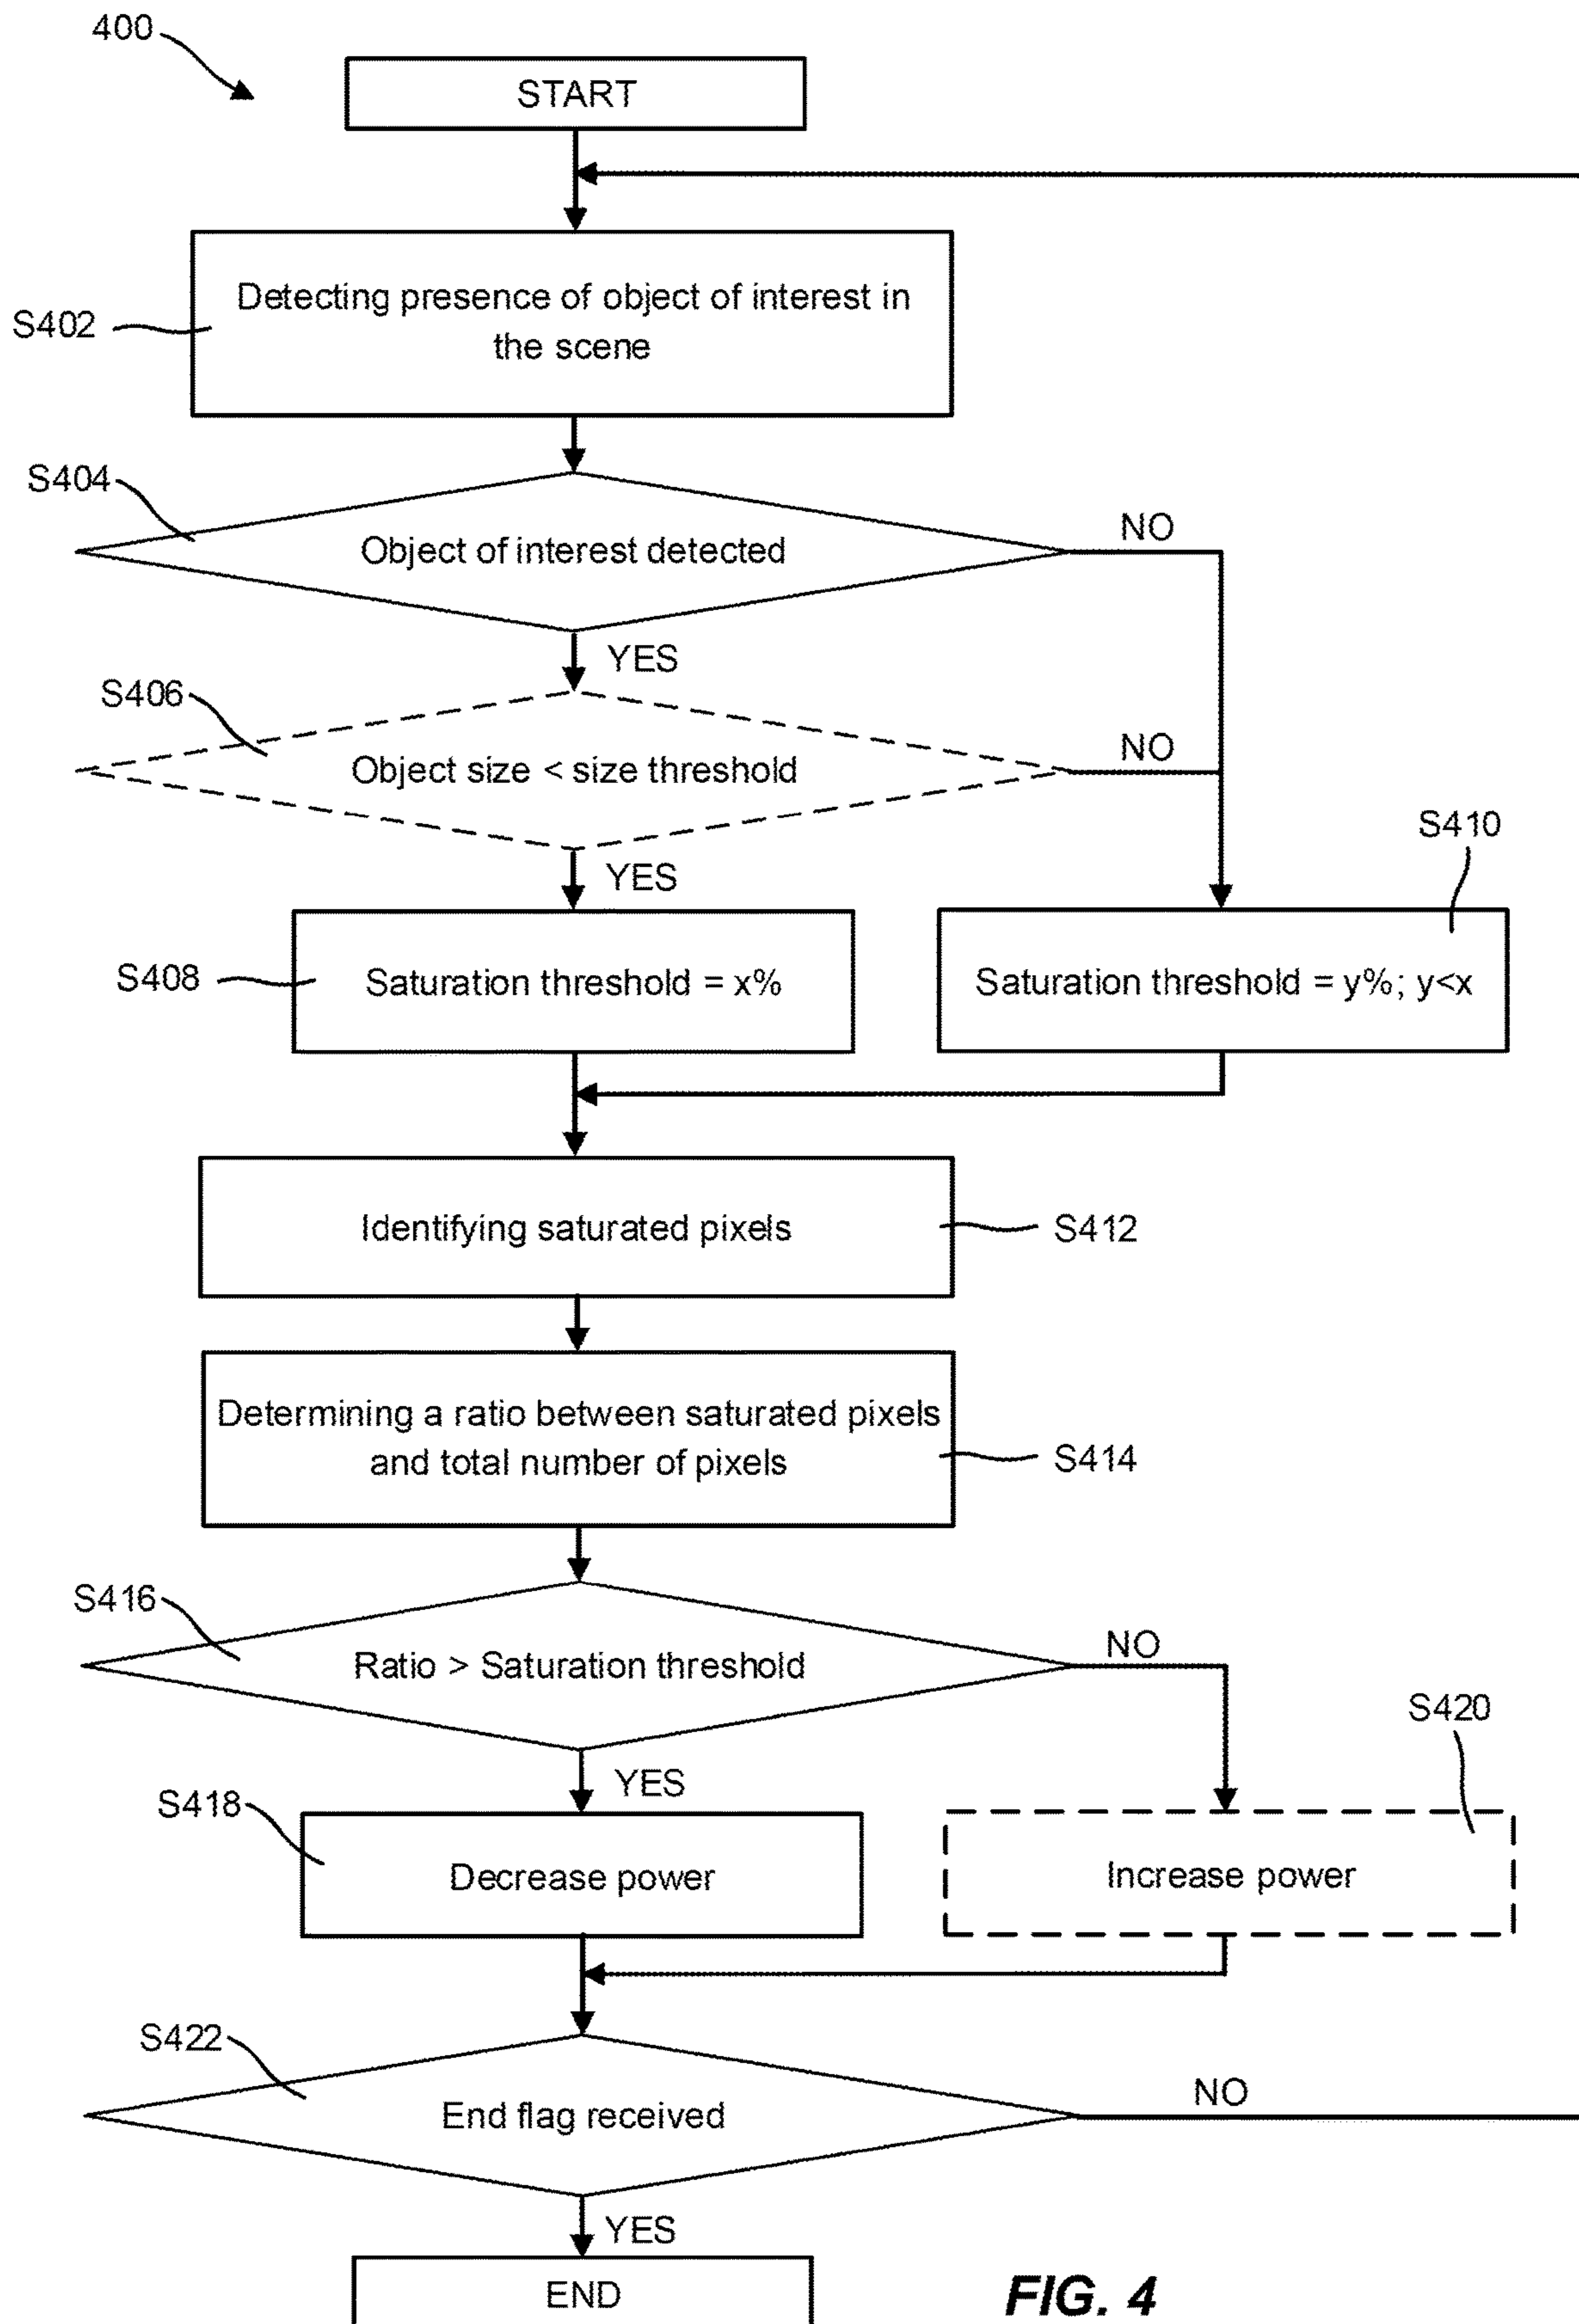 400
START
Detecting presence of object of interest in
the scene
S402
S404
Object of interest detected
NO
YES
S406
Object size < size threshold
NO
YES
S410
S408
Saturation threshold = x%
Saturation threshold = y%; y<x
Identifying saturated pixels
S412
Determining a ratio between saturated pixels
and total number of pixels
S414
S416
Ratio > Saturation threshold
NO
S420
YES
S418
Decrease power
Increase power
S422
End flag received
NO
YES
END
FIG. 4